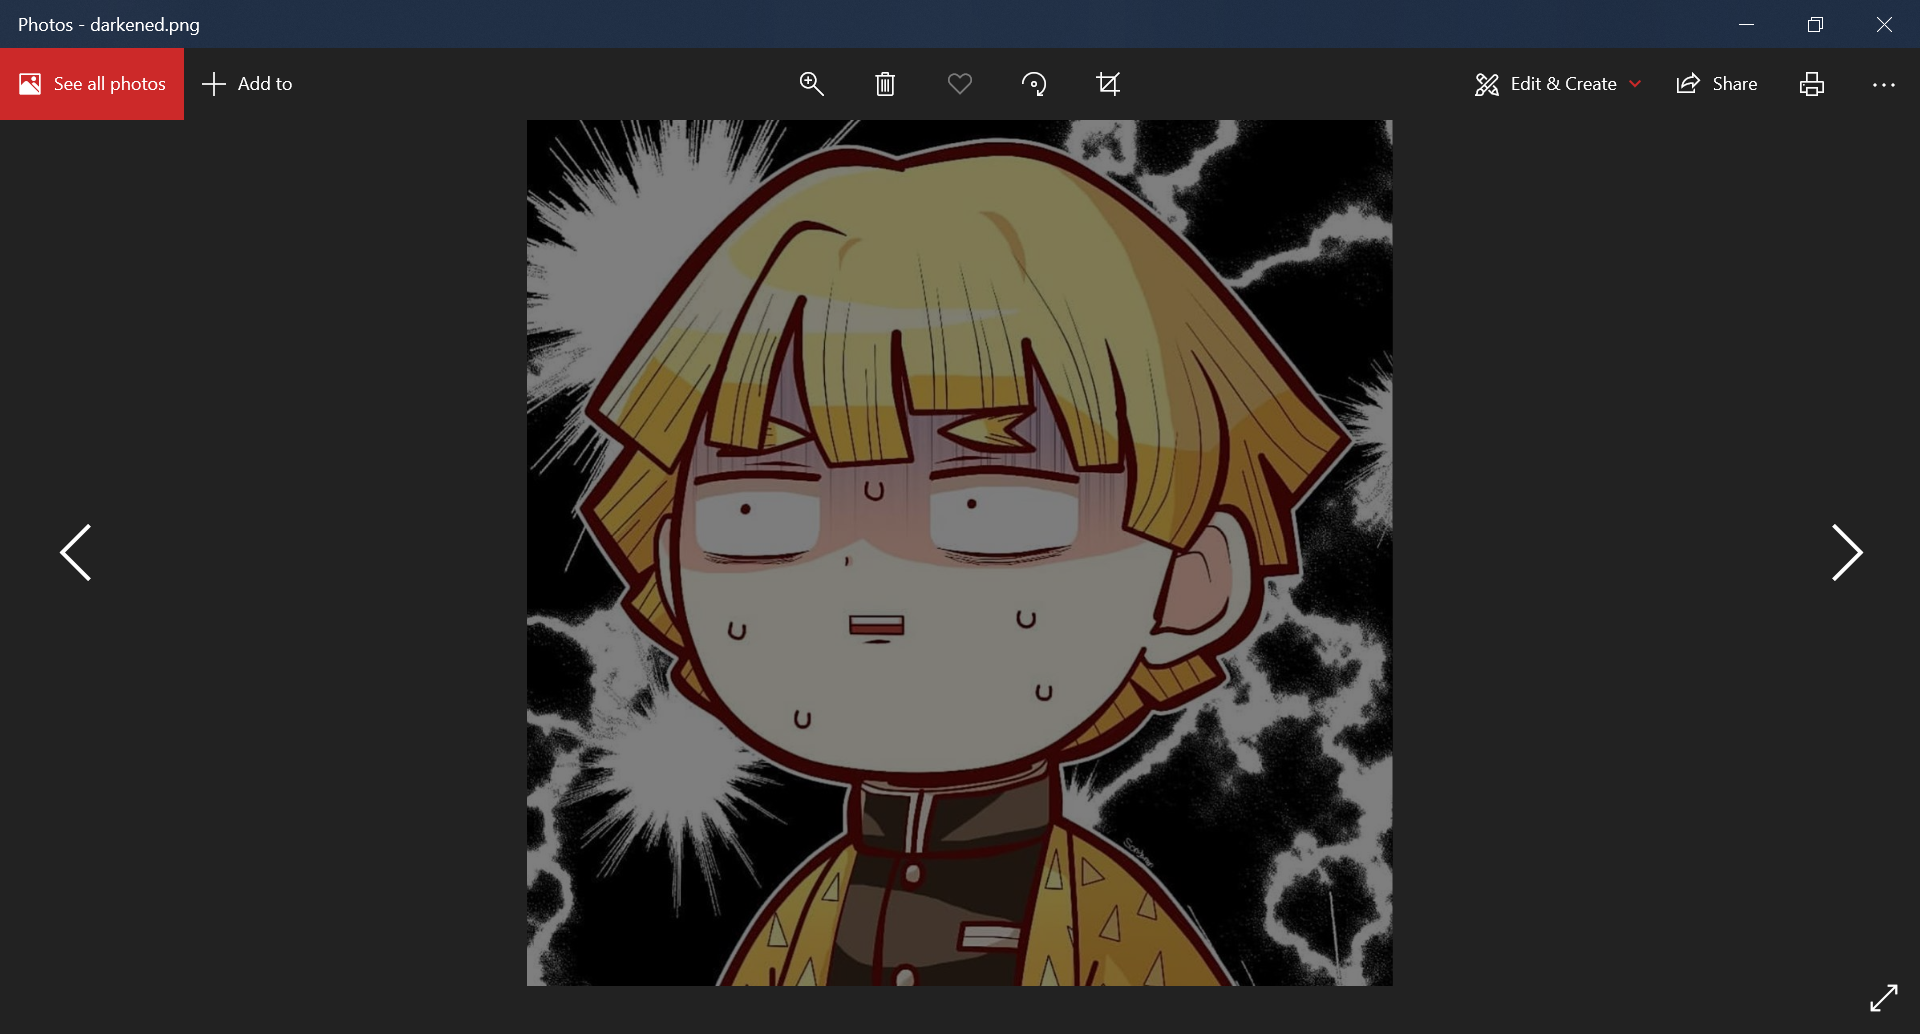 Photos - darkened.png
See all photos
Add to
Edit & Create
Share